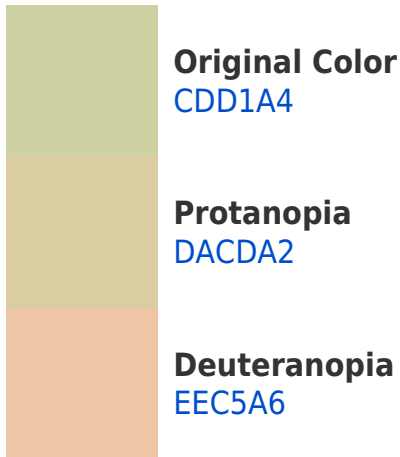 Original Color
CDD1A4
Protanopia
DACDA2
Deuteranopia
EEC5A6